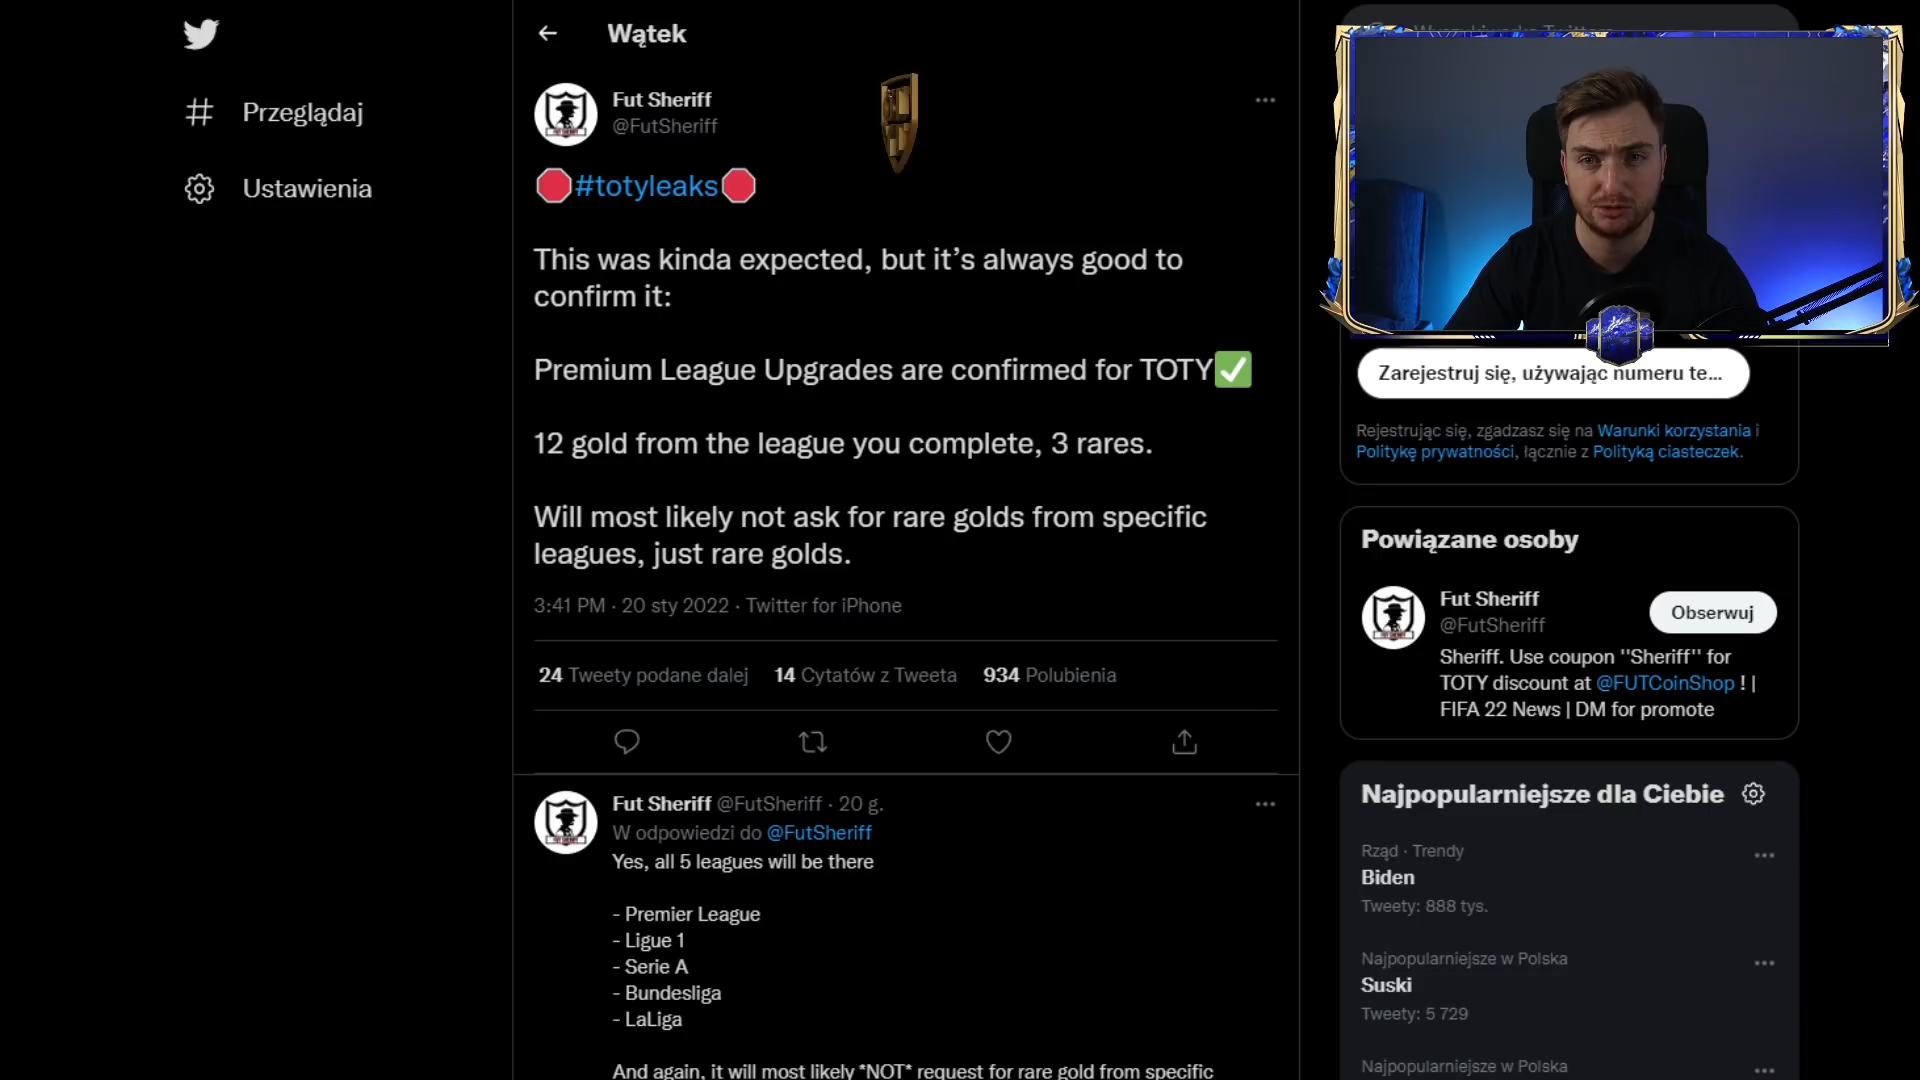 Wątek
Przeglądaj
Ustawienia
Fut Sheriff
@FutSheriff
#totyleaks
This was kinda expected, but it's always good to
confirm it:
Premium League Upgrades are confirmed for TOTY✅
12 gold from the league you complete, 3 rares.
Will most likely not ask for rare golds from specific
leagues, just rare golds.
3:41 PM · 20 sty 2022 · Twitter for iPhone
24 Tweety podane dalej 14 Cytatów z Tweeta 934 Polubienia
Fut Sheriff @FutSheriff · 20 g.
W odpowiedzi do @FutSheriff
Yes, all 5 leagues will be there
- Premier League
- Ligue 1
- Serie A
- Bundesliga
- LaLiga
And again, it will most likely *NOT* request for rare gold from specific
Zarejestruj się, używając numeru te...
Rejestrując się, zgadzasz się na Warunki korzystania i
Politykę prywatności, łącznie z Polityką ciasteczek.
Powiązane osoby
Fut Sheriff
@FutSheriff
Obserwuj
Sheriff. Use coupon "Sheriff" for
TOTY discount at @FUTCoinShop ! |
FIFA 22 News | DM for promote
Najpopularniejsze dla Ciebie
Rząd · Trendy
Biden
Tweety: 888 tys.
Najpopularniejsze w Polska
Suski
Tweety: 5 729
Najpopularniejsze w Polska